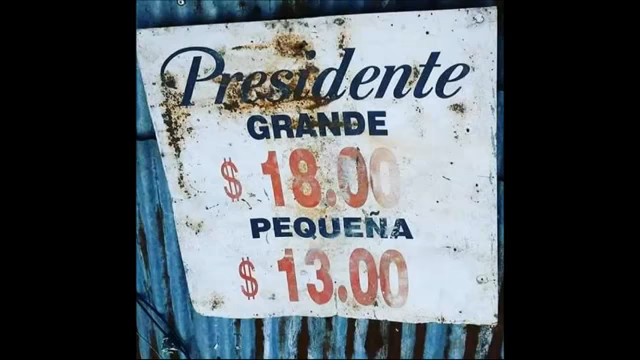 Presidente
GRANDE
$ 18.00
PEQUEÑA
$ 13.00